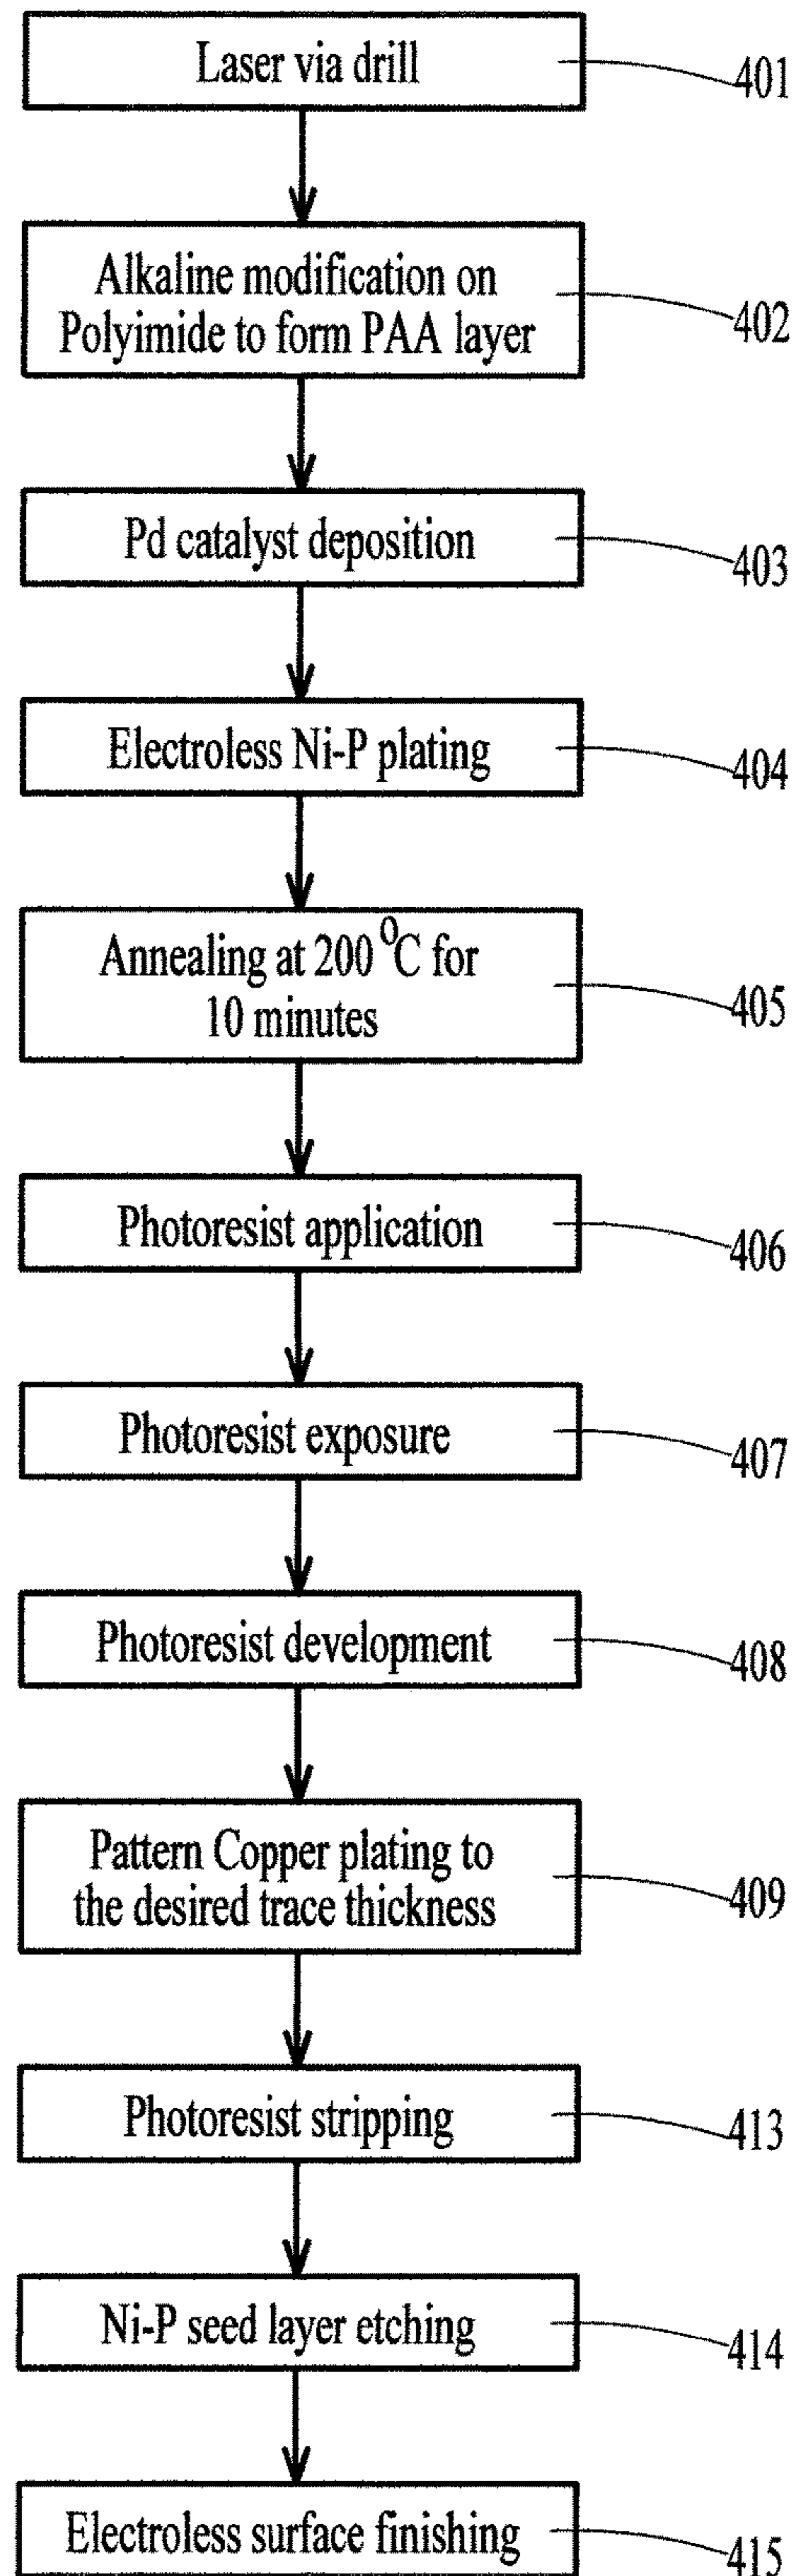 Laser via drill
401
Alkaline modification on
Polyimide to form PAA layer
402
Pd catalyst deposition
403
Electroless Ni-P plating
404
Annealing at 200 °C for
10 minutes
405
Photoresist application
406
Photoresist exposure
407
Photoresist development
408
Pattern Copper plating to
the desired trace thickness
409
Photoresist stripping
413
Ni-P seed layer etching
414
Electroless surface finishing
415